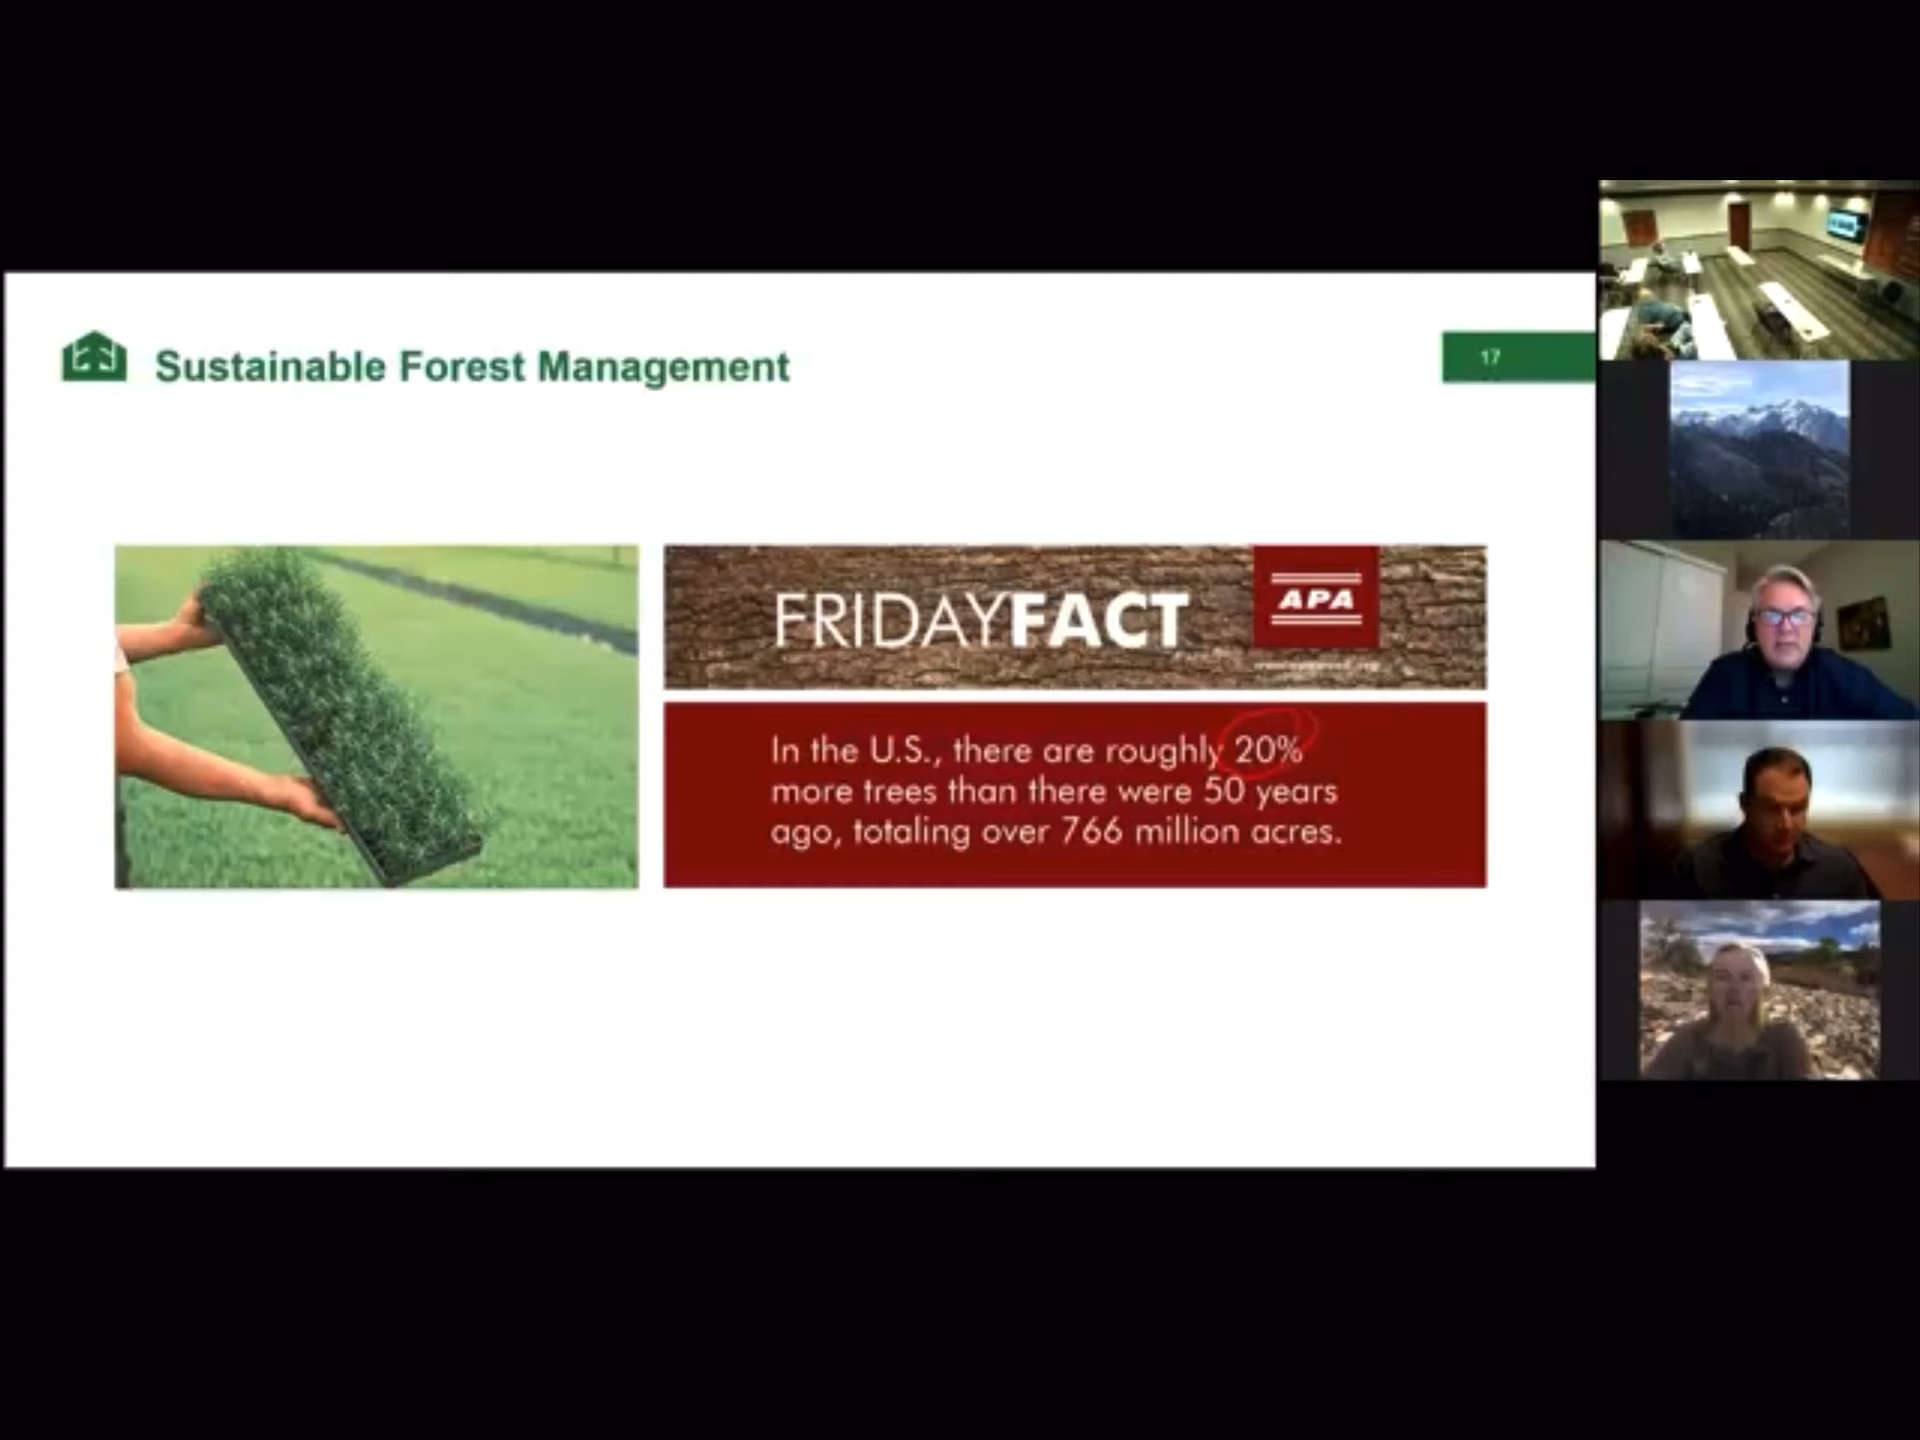 Sustainable Forest Management
17
FRIDAYFACT
APA
In the U.S., there are roughly 20%
more trees than there were 50 years
ago, totaling over 766 million acres.